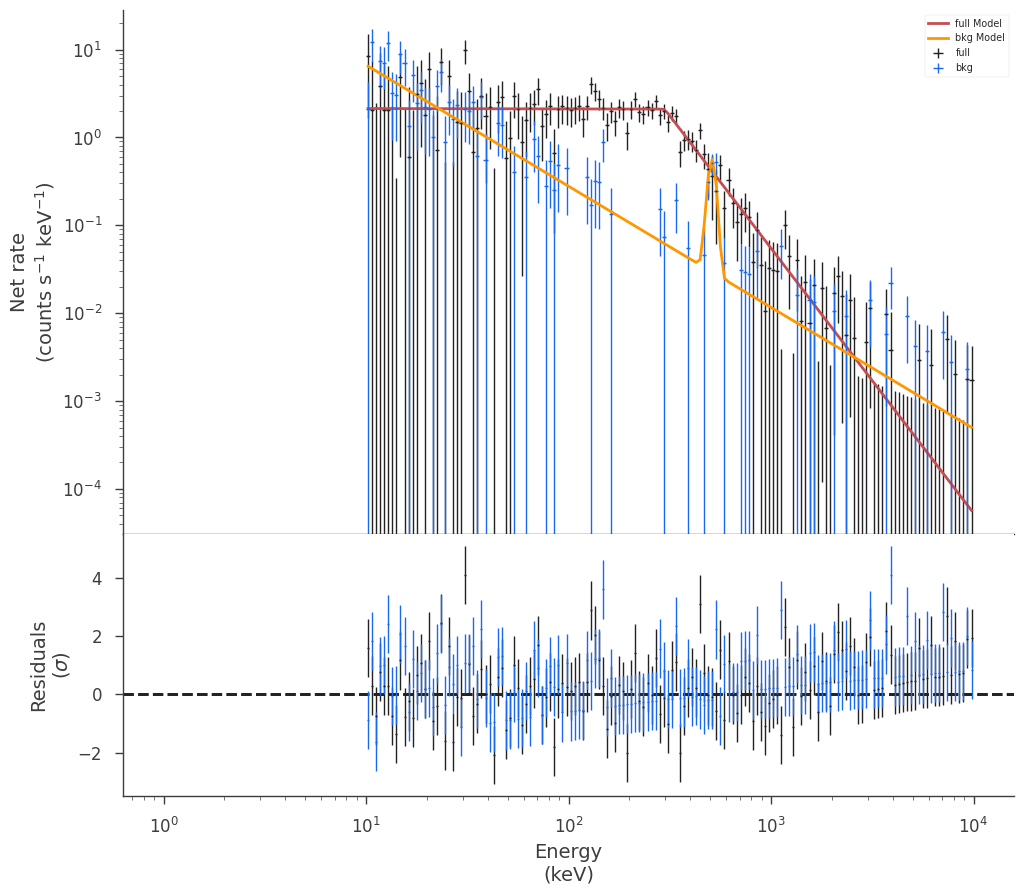 full Model
bkg Model
full
bkg
Net rate
(counts s⁻¹ keV⁻¹)
10¹
10⁰
10⁻¹
10⁻²
10⁻³
10⁻⁴
Residuals
(σ)
4
2
0
−2
10⁰ 10¹ 10² 10³ 10⁴
Energy
(keV)